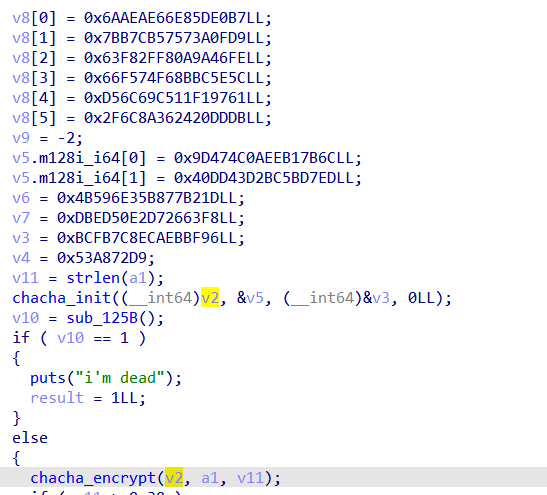 v8[0] = 0x6AAEAE66E85DE0B7LL;
v8[1] = 0x7BB7CB57573A0FD9LL;
v8[2] = 0x63F82FF80A9A46FELL;
v8[3] = 0x66F574F68BBC5E5CLL;
v8[4] = 0xD56C69C511F19761LL;
v8[5] = 0x2F6C8A362420DDDBLL;
v9 = -2;
v5.m128i_i64[0] = 0x9D474C0AEEB17B6CLL;
v5.m128i_i64[1] = 0x40DD43D2BC5BD7EDLL;
v6 = 0x4B596E35B877B21DLL;
v7 = 0xDBED50E2D72663F8LL;
v3 = 0xBCFB7C8ECAEBBF96LL;
v4 = 0x53A872D9;
v11 = strlen(a1);
chacha_init((__int64)v2, &v5, (__int64)&v3, 0LL);
v10 = sub_125B();
if ( v10 == 1 )
{
puts("i'm dead");
result = 1LL;
}
else
{
chacha_encrypt(v2, a1, v11);